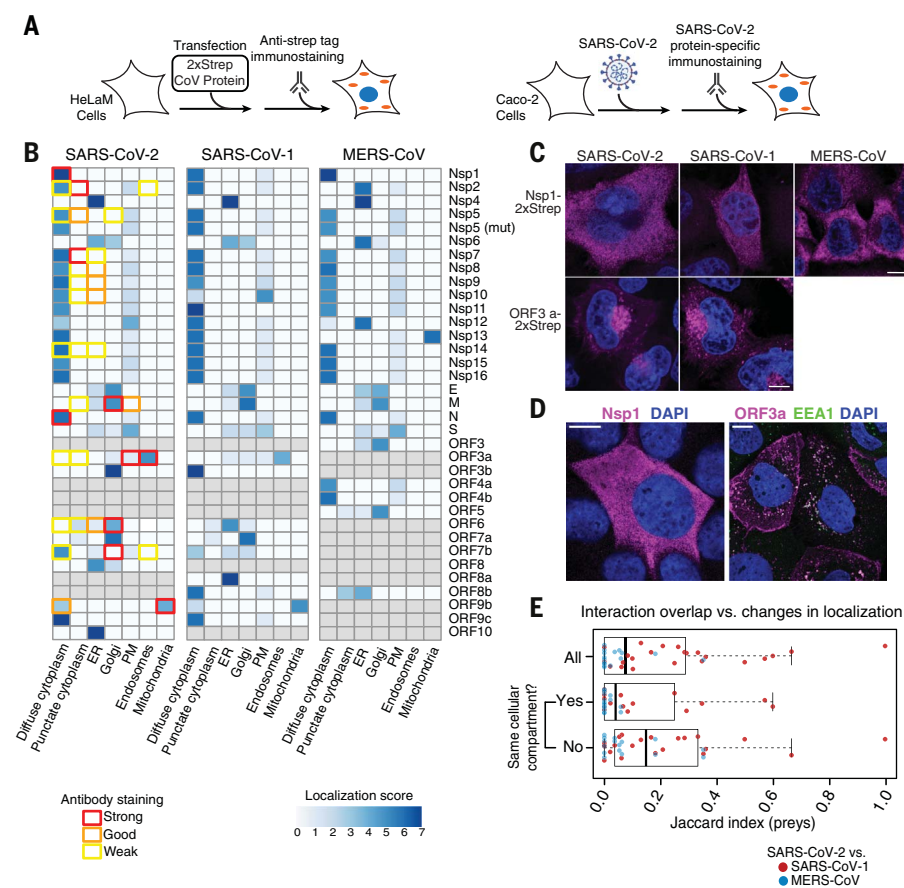 A
Transfection
2xStrep
CoV Protein
Anti-strep tag
immunostaining
HeLaM
Cells
SARS-CoV-2
SARS-CoV-2
protein-specific
immunostaining
Caco-2
Cells
B
SARS-CoV-2
SARS-CoV-1
MERS-CoV
Nsp1
Nsp2
Nsp4
Nsp5
Nsp5 (mut)
Nsp6
Nsp7
Nsp8
Nsp9
Nsp10
Nsp11
Nsp12
Nsp13
Nsp14
Nsp15
Nsp16
E
M
N
S
ORF3
ORF3a
ORF3b
ORF4a
ORF4b
ORF5
ORF6
ORF7a
ORF7b
ORF8
ORF8a
ORF8b
ORF9b
ORF9c
ORF10
Diffuse cytoplasm
Punctate cytoplasm
ER
Golgi
PM
Endosomes
Mitochondria
Diffuse cytoplasm
Punctate cytoplasm
ER
Golgi
PM
Endosomes
Mitochondria
Diffuse cytoplasm
Punctate cytoplasm
ER
Golgi
PM
Endosomes
Mitochondria
Antibody staining
Strong
Good
Weak
Localization score
0 1 2 3 4 5 6 7
C
SARS-CoV-2
SARS-CoV-1
MERS-CoV
Nsp1-
2xStrep
ORF3 a-
2xStrep
D
Nsp1 DAPI
ORF3a EEA1 DAPI
E
Interaction overlap vs. changes in localization
Same cellular
compartment?
All
Yes
No
0.0 0.2 0.4 0.6 0.8 1.0
Jaccard index (preys)
SARS-CoV-2 vs.
SARS-CoV-1
MERS-CoV